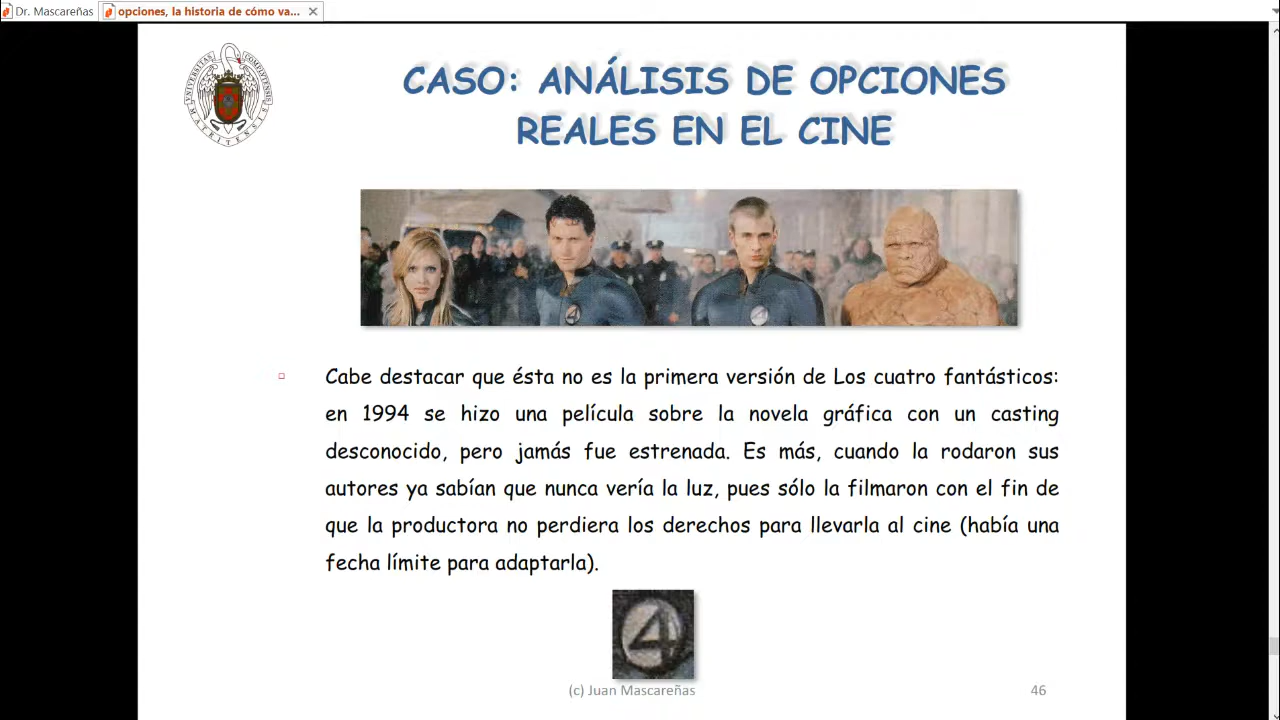 Dr. Mascareñas
opciones, la historia de cómo va...
CASO: ANÁLISIS DE OPCIONES
REALES EN EL CINE
Cabe destacar que ésta no es la primera versión de Los cuatro fantásticos:
en 1994 se hizo una película sobre la novela gráfica con un casting
desconocido, pero jamás fue estrenada. Es más, cuando la rodaron sus
autores ya sabían que nunca vería la luz, pues sólo la filmaron con el fin de
que la productora no perdiera los derechos para llevarla al cine (había una
fecha límite para adaptarla).
4
(c) Juan Mascareñas
46